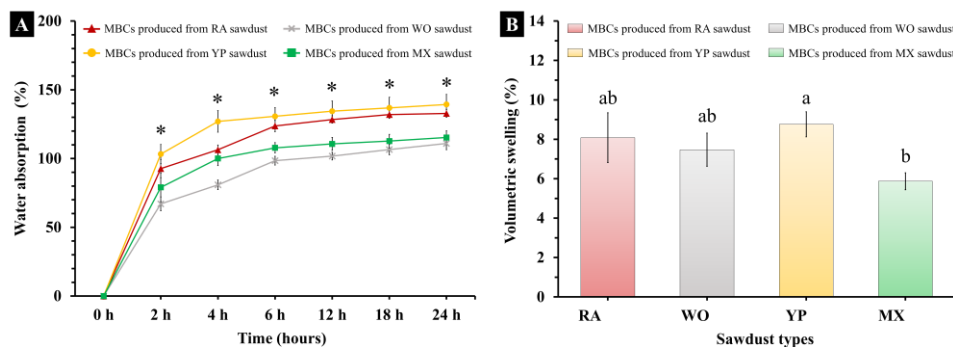 A
MBCs produced from RA sawdust
MBCs produced from WO sawdust
MBCs produced from YP sawdust
MBCs produced from MX sawdust
Water absorption (%)
200
150
100
50
0
*
*
*
*
*
*
0 h
2 h
4 h
6 h
12 h
18 h
24 h
Time (hours)
B
MBCs produced from RA sawdust
MBCs produced from WO sawdust
MBCs produced from YP sawdust
MBCs produced from MX sawdust
Volumetric swelling (%)
14
12
10
8
6
4
2
0
ab
ab
a
b
RA
WO
YP
MX
Sawdust types